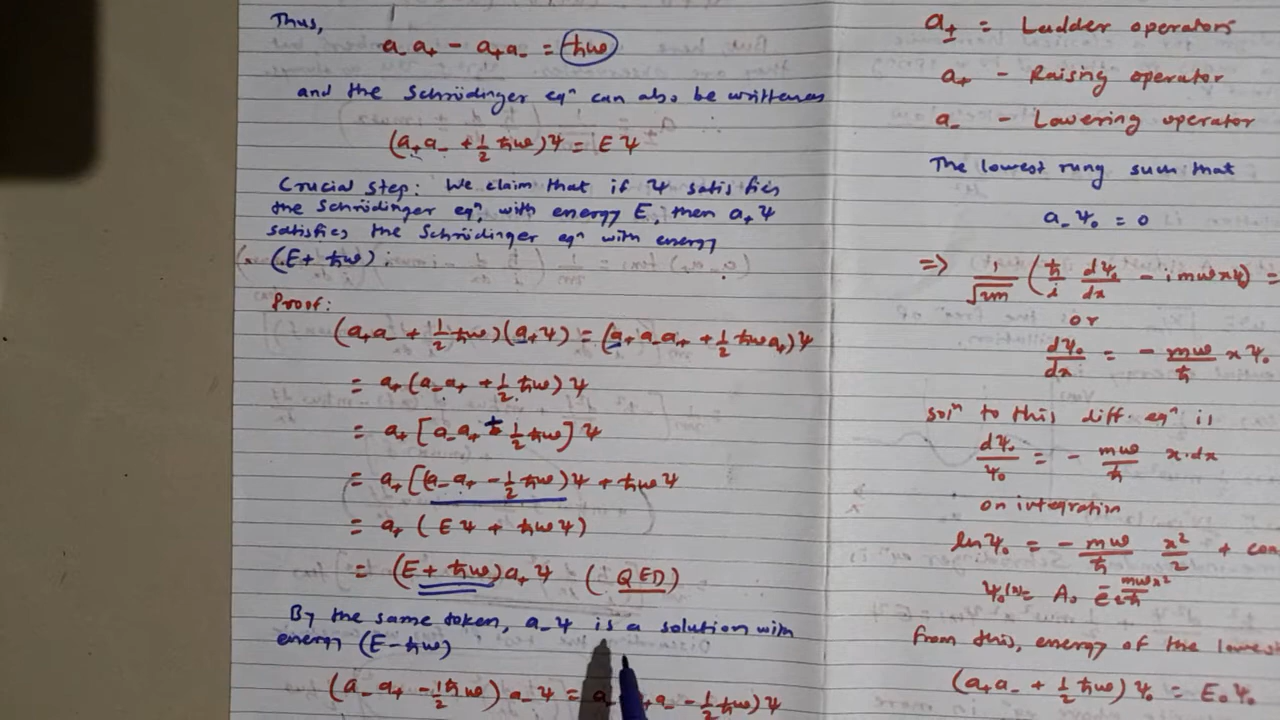 Thus,
a₋a₊ − a₊a₋ = ħω
and the Schrödinger eqⁿ can also be written as
(a₊a₋ + ½ ħω)ψ = Eψ
Crucial step: We claim that if ψ satisfies
the Schrödinger eqⁿ, with energy E, then a₊ψ
satisfies the Schrödinger eqⁿ with energy
(E + ħω):
Proof:
(a₊a₋ + ½ħω)(a₊ψ) = (a₊a₋a₊ + ½ħωa₊)ψ
= a₊(a₋a₊ + ½ħω)ψ
= a₊[a₋a₊ + ½ħω]ψ
= a₊[(a₋a₊ − ½ħω)ψ + ħωψ
= a₊(Eψ + ħωψ)
= (E + ħω)a₊ψ (QED)
By the same token, a₋ψ is a solution with
energy (E − ħω)
(a₋a₊ − ½ħω)a₋ψ = a₋ a₋ − ½ħω)ψ
a± = Ladder operators
a₊ − Raising operator
a₋ − Lowering operator
The lowest rung such that
a₋ψ₀ = 0
=> 1/√2m (ħ/i dψ₀/dx − imωxψ₀) =
or
dψ₀/dx = − mω/ħ xψ₀
solⁿ to this diff. eqⁿ is
dψ₀/ψ₀ = − mω/ħ x·dx
on integration
lnψ₀ = − mω/ħ x²/2 +
ψ₀(x) = A₀ e^−mωx²/2ħ
from this, energy of the lowest
(a₊a₋ + ½ħω)ψ₀ = E₀ψ₀